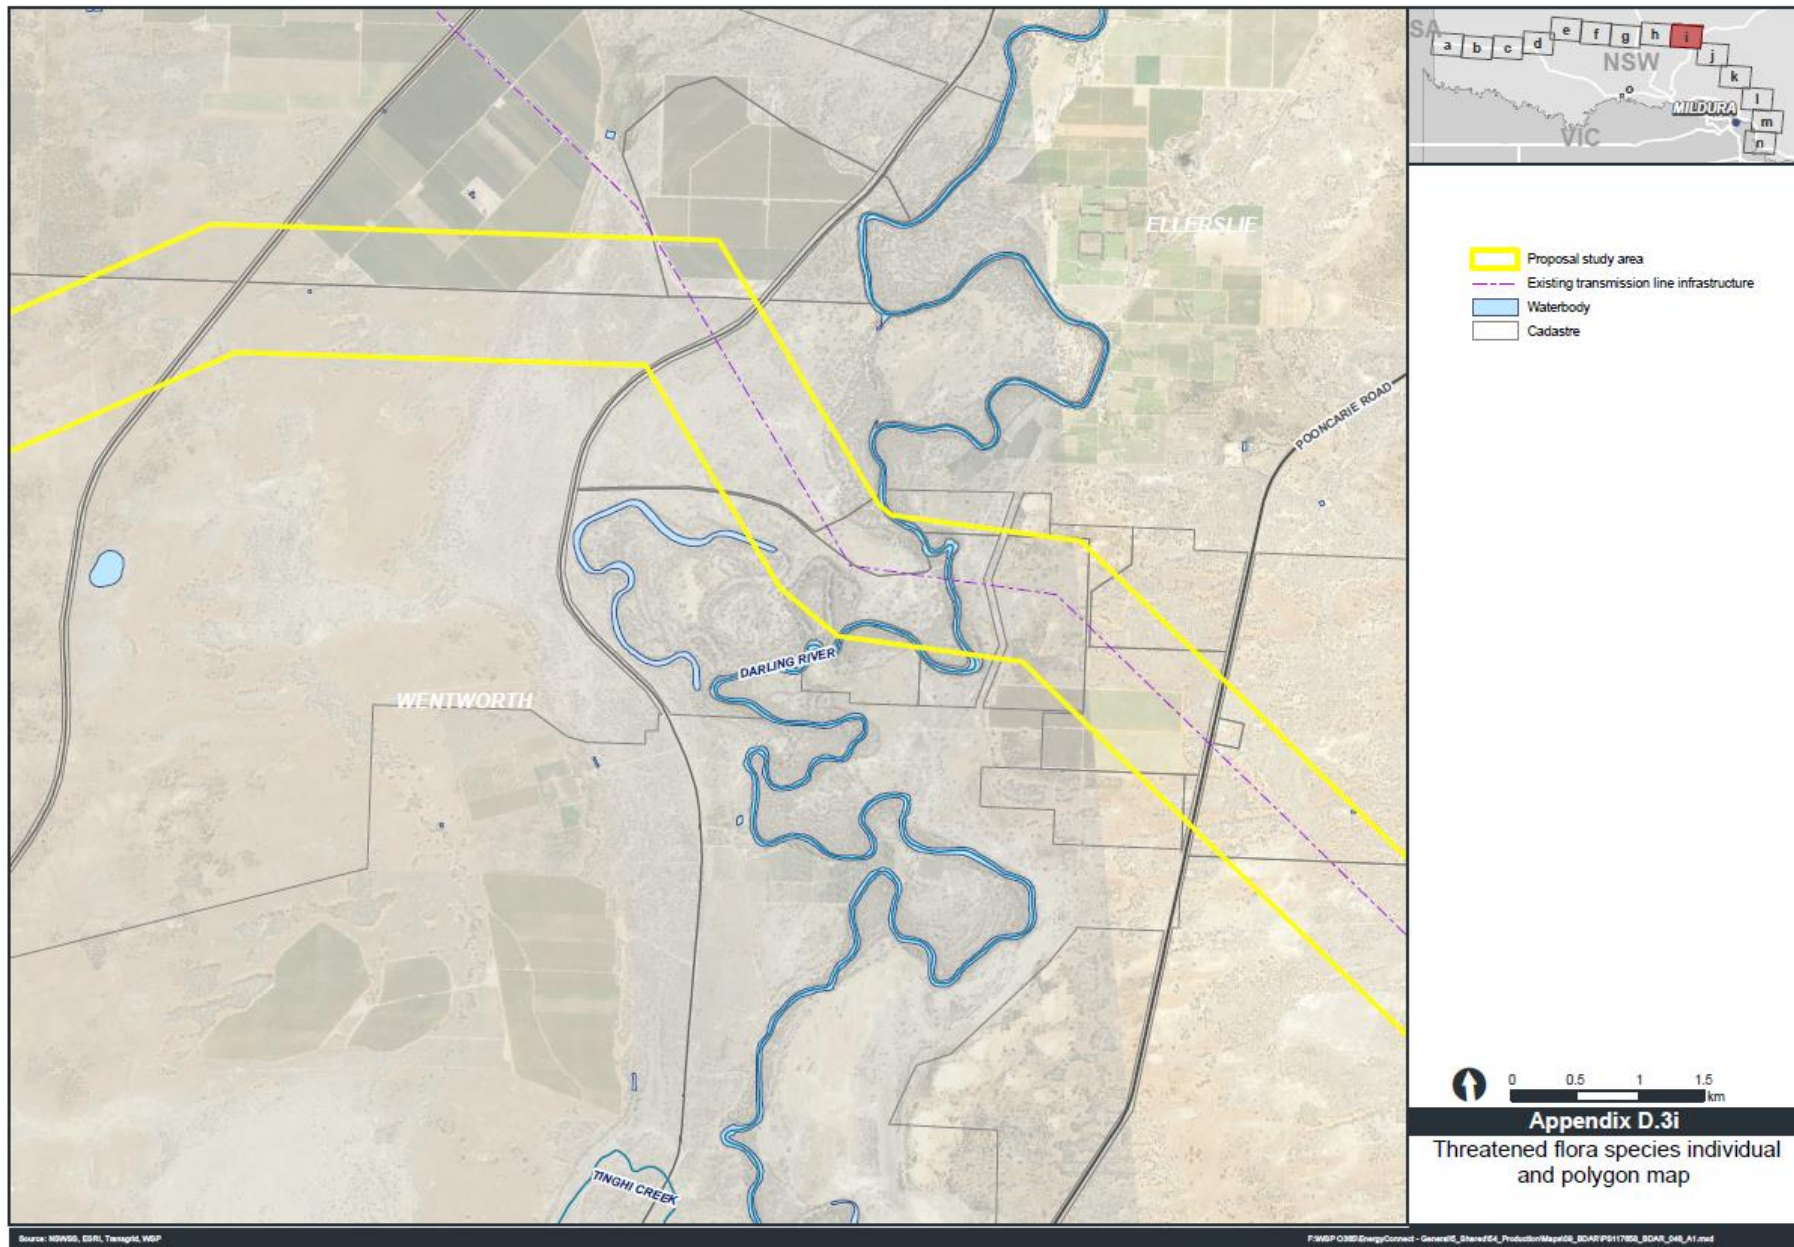 SA
a
b
c
d
e
f
g
h
i
NSW
j
k
o
l
MILDURA
m
VIC
n
ELLERSLIE
Proposal study area
Existing transmission line infrastructure
Waterbody
Cadastre
POONCARIE ROAD
DARLING RIVER
WENTWORTH
TINGHI CREEK
0 0.5 1 1.5
km
Appendix D.3i
Threatened flora species individual
and polygon map
Source: NSWSS, ESRI, Transgrid, WSP